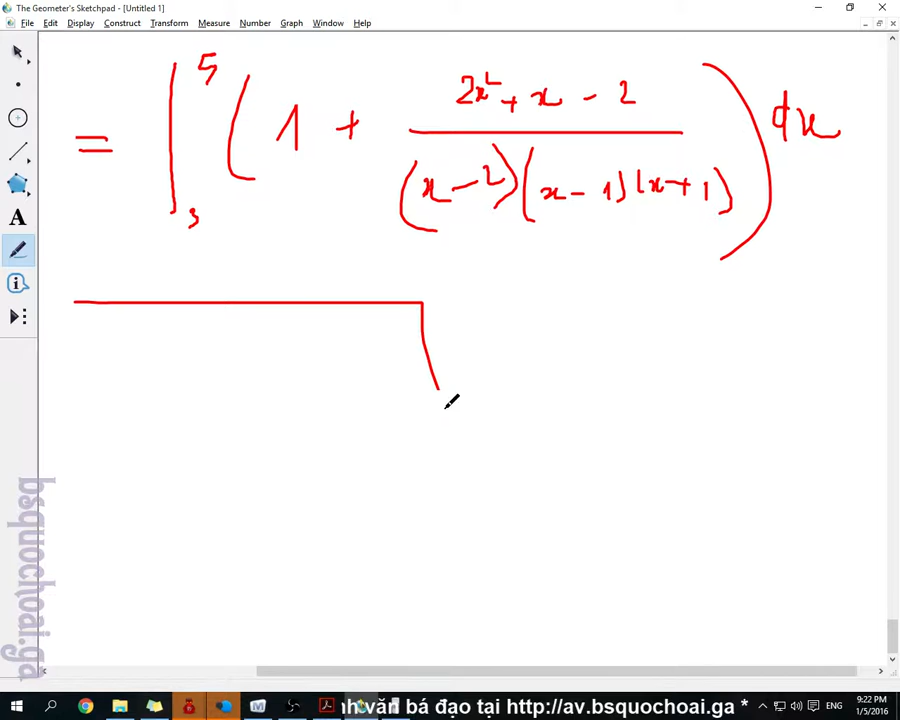 The Geometer's Sketchpad - [Untitled 1]
File Edit Display Construct Transform Measure Number Graph Window Help
= ∫₃⁵ ( 1 + (2x² + x - 2) / ((x - 2)(x - 1)(x + 1)) ) dx
A
bsquochoai.ga
nh văn bá đạo tại http://av.bsquochoai.ga *
ENG
9:22 PM
1/5/2016